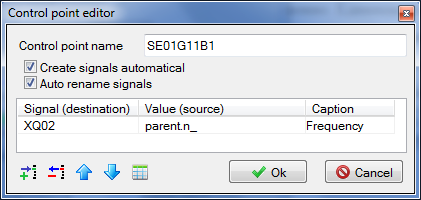 Control point editor
Control point name SE01G11B1
Create signals automatical
Auto rename signals
Signal (destination) Value (source) Caption
XQ02 parent.n_ Frequency
Ok Cancel